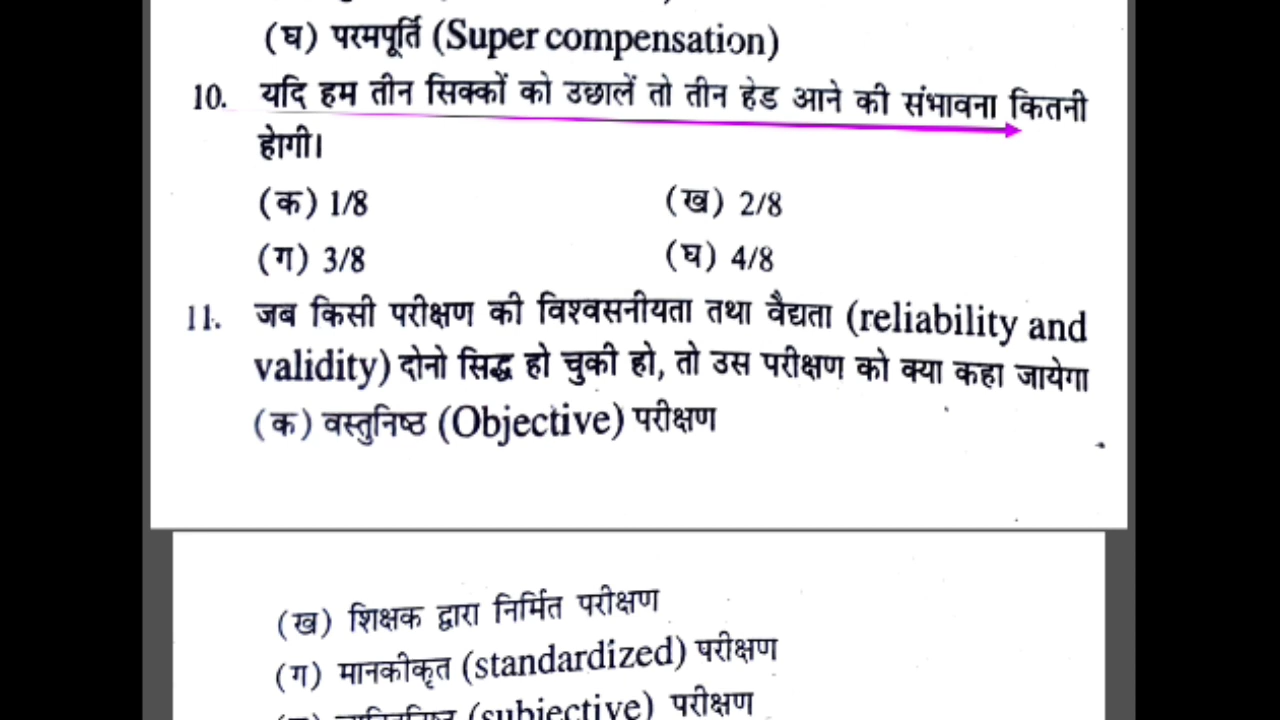 (घ) परमपूर्ति (Super compensation)
10. यदि हम तीन सिक्कों को उछालें तो तीन हेड आने की संभावना कितनी
हेागी।
(क) 1/8 (ख) 2/8
(ग) 3/8 (घ) 4/8
11. जब किसी परीक्षण की विश्वसनीयता तथा वैद्यता (reliability and
validity) दोनो सिद्ध हो चुकी हो, तो उस परीक्षण को क्या कहा जायेगा
(क) वस्तुनिष्ठ (Objective) परीक्षण
(ख) शिक्षक द्वारा निर्मित परीक्षण
(ग) मानकीकृत (standardized) परीक्षण
(subjective) परीक्षण